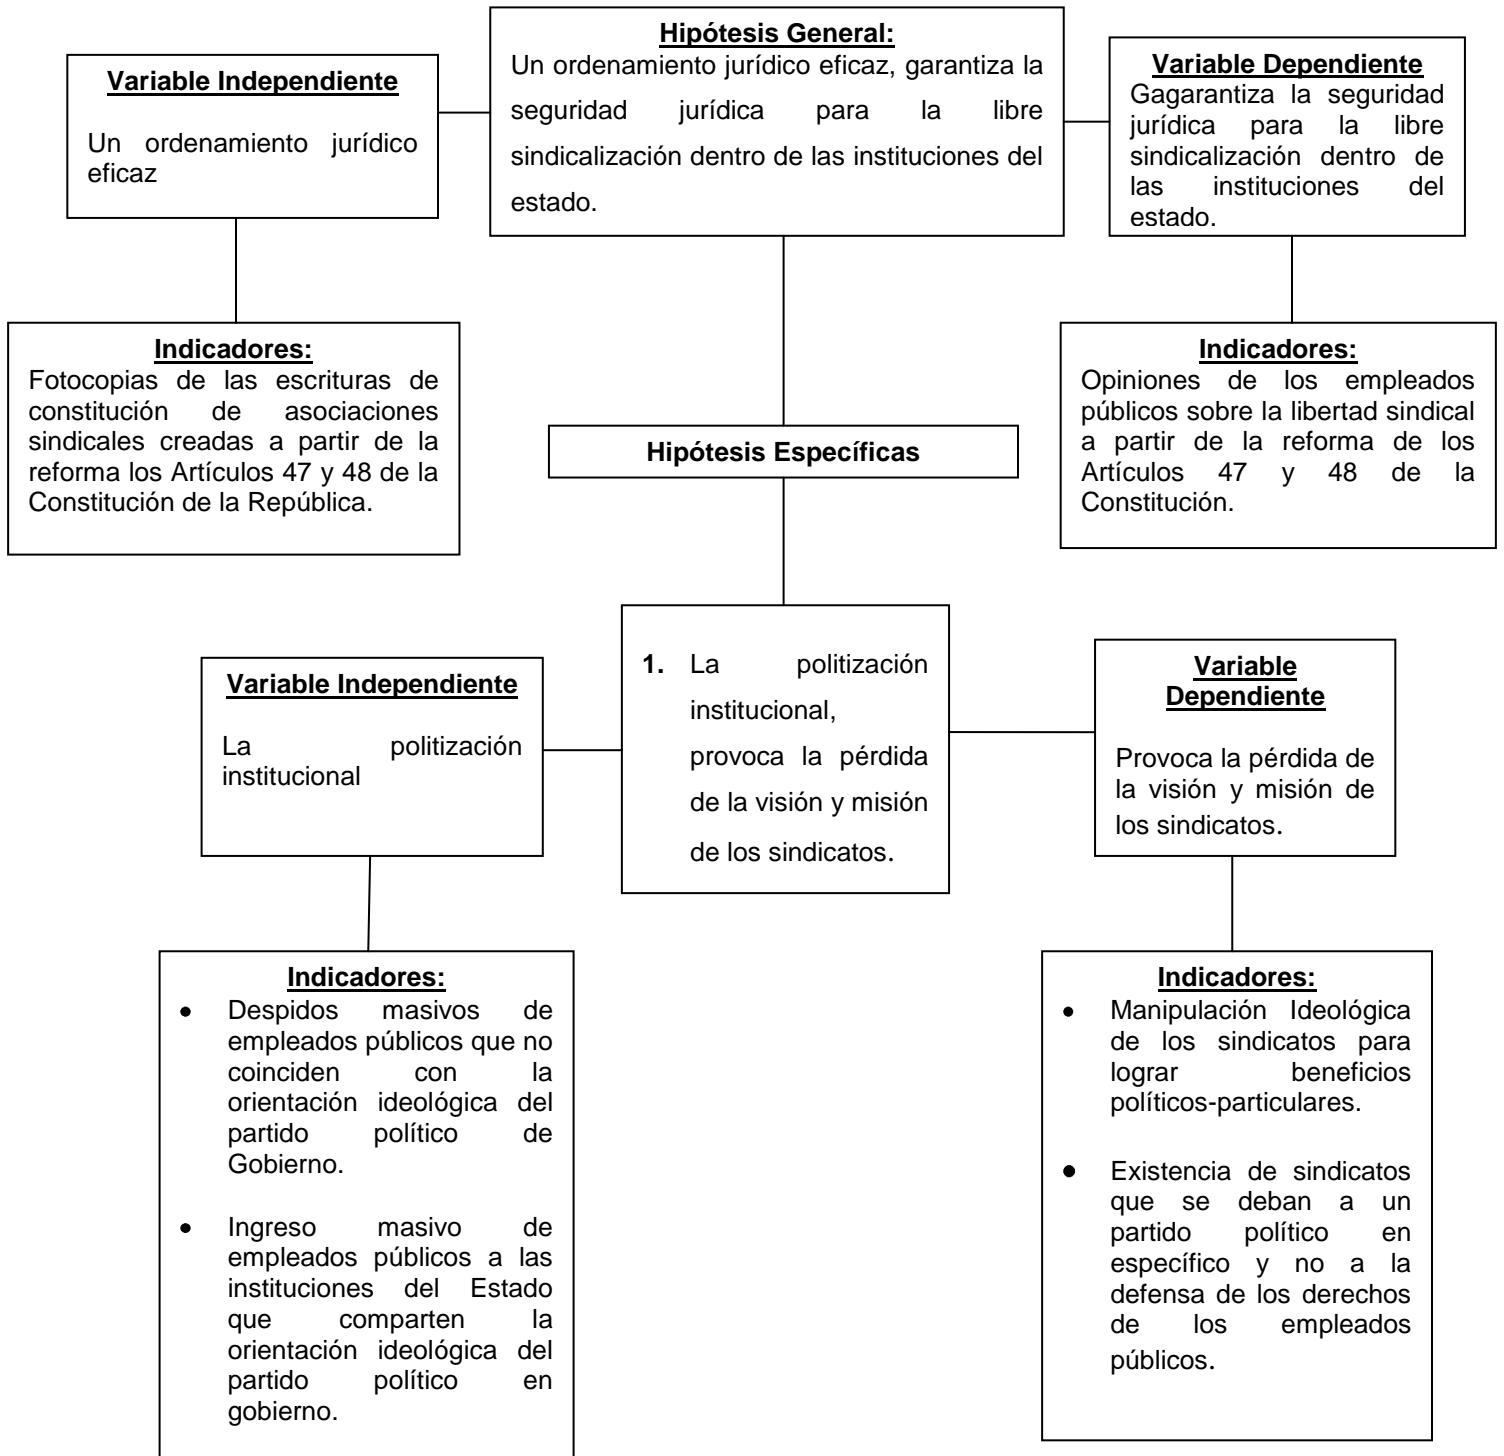 Hipótesis General:
Un ordenamiento jurídico eficaz, garantiza la
seguridad jurídica para la libre
sindicalización dentro de las instituciones del
estado.
Variable Independiente
Un ordenamiento jurídico
eficaz
Variable Dependiente
Gagarantiza la seguridad
jurídica para la libre
sindicalización dentro de
las instituciones del
estado.
Indicadores:
Fotocopias de las escrituras de
constitución de asociaciones
sindicales creadas a partir de la
reforma los Artículos 47 y 48 de la
Constitución de la República.
Indicadores:
Opiniones de los empleados
públicos sobre la libertad sindical
a partir de la reforma de los
Artículos 47 y 48 de la
Constitución.
Hipótesis Específicas
1. La politización
institucional,
provoca la pérdida
de la visión y misión
de los sindicatos.
Variable Independiente
La politización
institucional
Variable
Dependiente
Provoca la pérdida de
la visión y misión de
los sindicatos.
Indicadores:
• Despidos masivos de
empleados públicos que no
coinciden con la
orientación ideológica del
partido político de
Gobierno.
• Ingreso masivo de
empleados públicos a las
instituciones del Estado
que comparten la
orientación ideológica del
partido político en
gobierno.
Indicadores:
• Manipulación Ideológica
de los sindicatos para
lograr beneficios
políticos-particulares.
• Existencia de sindicatos
que se deban a un
partido político en
específico y no a la
defensa de los derechos
de los empleados
públicos.